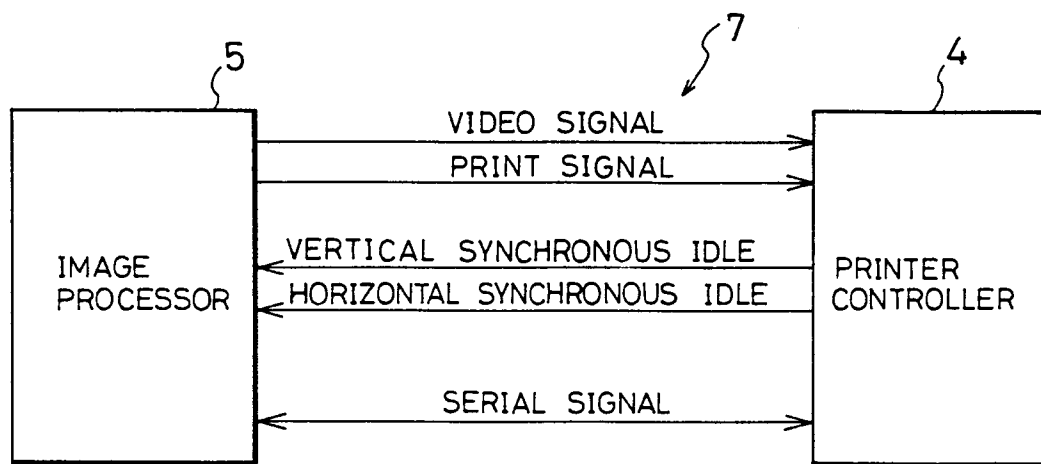 7
5
4
VIDEO SIGNAL
PRINT SIGNAL
VERTICAL SYNCHRONOUS IDLE
HORIZONTAL SYNCHRONOUS IDLE
SERIAL SIGNAL
IMAGE
PROCESSOR
PRINTER
CONTROLLER